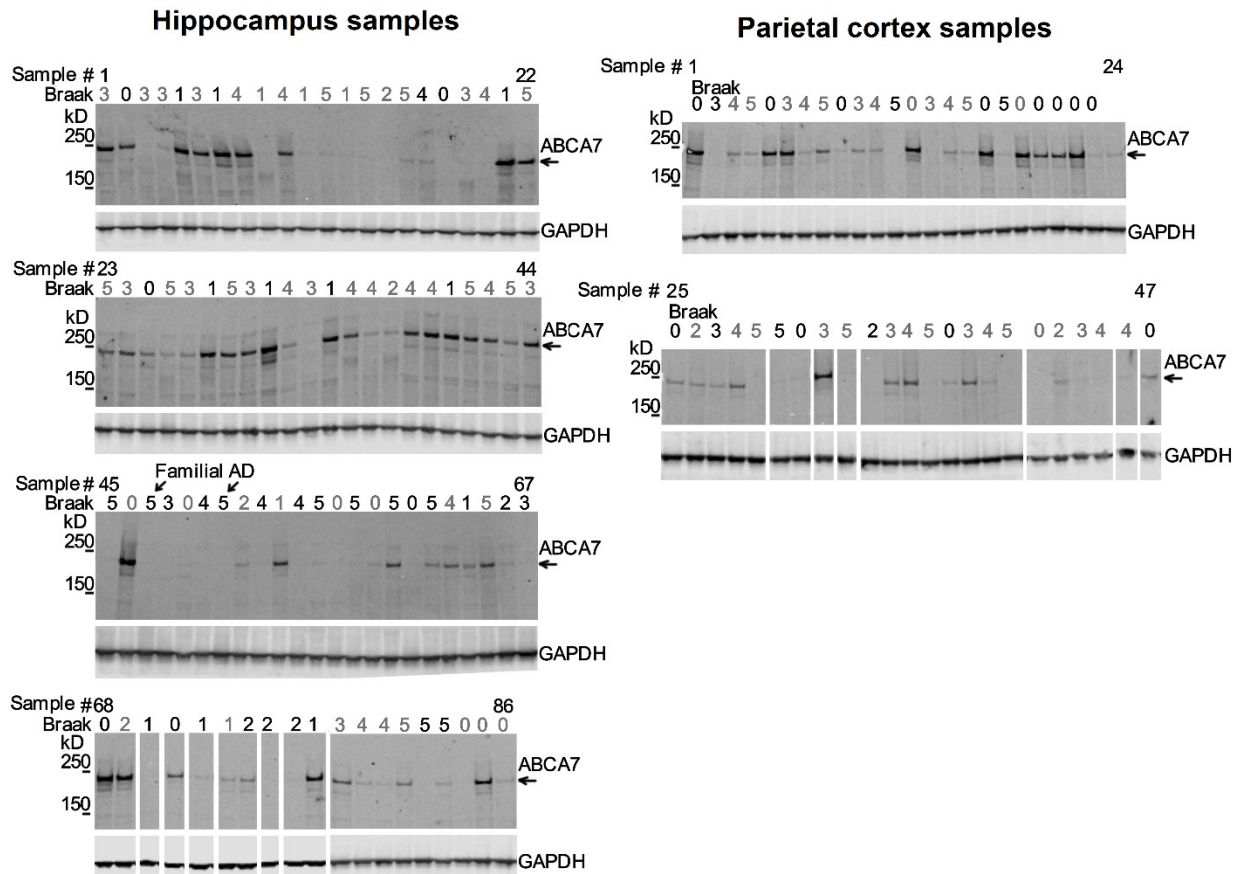 Hippocampus samples
Sample # 1 22
Braak 3 0 3 3 1 3 1 4 1 4 1 5 1 5 2 5 4 0 3 4 1 5
kD
250
150
ABCA7
GAPDH
Sample #23 44
Braak 5 3 0 5 3 1 5 3 1 4 3 1 4 4 2 4 4 1 5 4 5 3
kD
250
150
ABCA7
GAPDH
Familial AD
Sample # 45 67
Braak 5 0 5 3 0 4 5 2 4 1 4 5 0 5 0 5 0 5 4 1 5 2 3
kD
250
150
ABCA7
GAPDH
Sample #68 86
Braak 0 2 1 0 1 1 2 2 2 1 3 4 4 5 5 5 0 0 0
kD
250
150
ABCA7
GAPDH
Parietal cortex samples
Sample # 1 24
Braak
0 3 4 5 0 3 4 5 0 3 4 5 0 3 4 5 0 5 0 0 0 0 0
kD
250
150
ABCA7
GAPDH
Sample # 25 47
Braak
0 2 3 4 5 5 0 3 5 2 3 4 5 0 3 4 5 0 2 3 4 4 0
kD
250
150
ABCA7
GAPDH